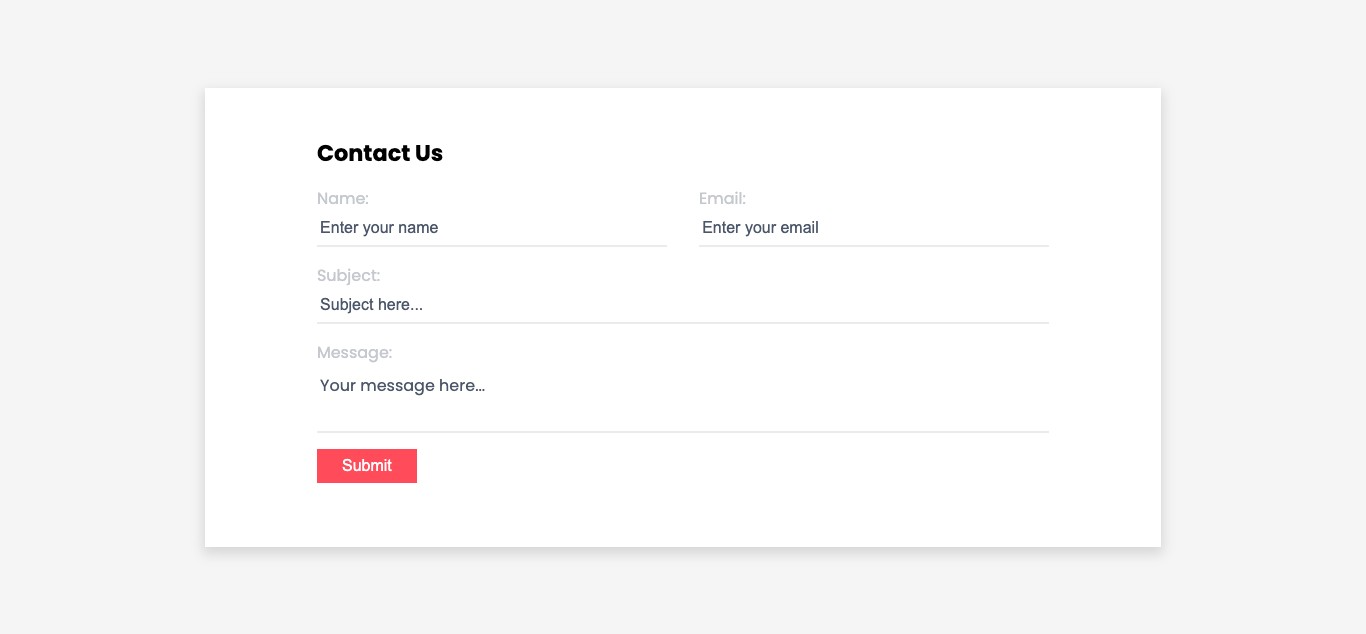 Contact Us
Name:
Email:
Enter your name
Enter your email
Subject:
Subject here...
Message:
Your message here...
Submit